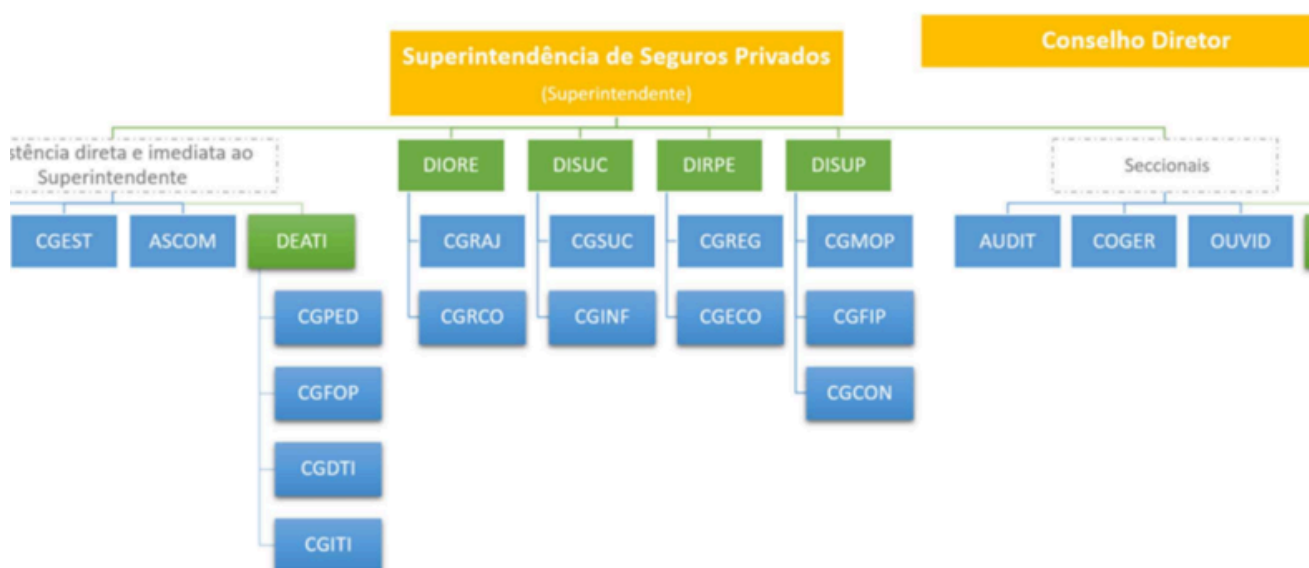 Superintendência de Seguros Privados
(Superintendente)
Conselho Diretor
stência direta e imediata ao
Superintendente
DIORE
DISUC
DIRPE
DISUP
Seccionais
CGEST
ASCOM
DEATI
CGRAJ
CGSUC
CGREG
CGMOP
AUDIT
COGER
OUVID
CGPED
CGRCO
CGINF
CGECO
CGFIP
CGFOP
CGCON
CGDTI
CGITI